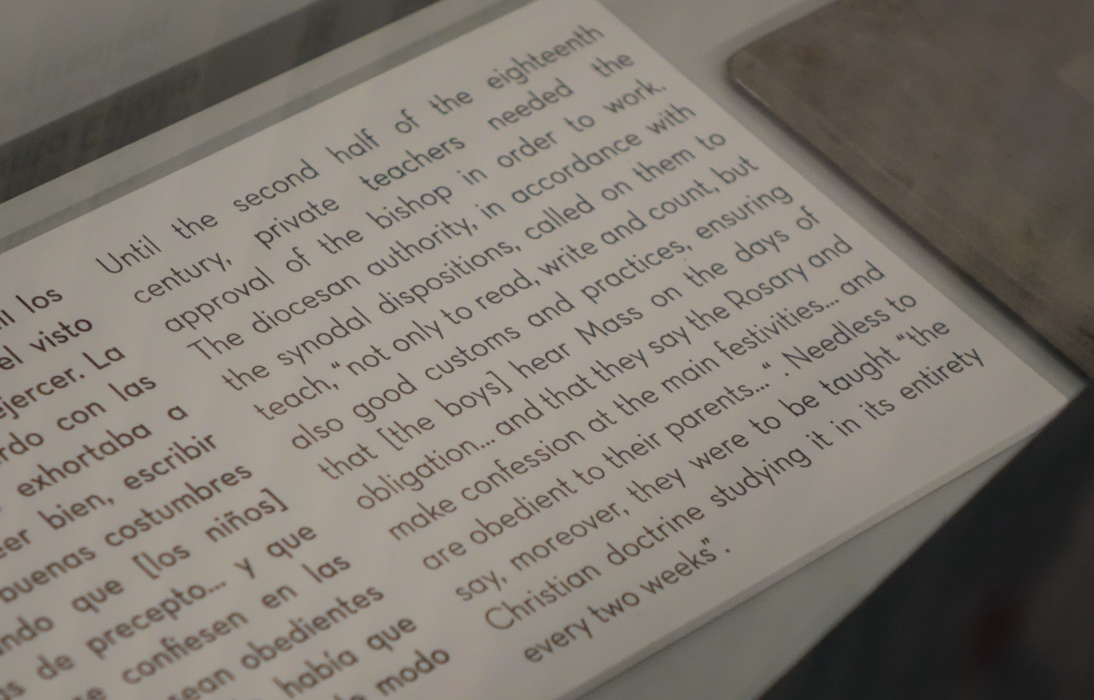 los
el visto
ejercer. La
con las
exhortaba a
bien, escribir
buenas costumbres
que [los niños]
de precepto... y que
confiesen en las
sean obedientes
había que
modo
Until the second half of the eighteenth
century, private teachers needed the
approval of the bishop in order to work.
The diocesan authority, in accordance with
the synodal dispositions, called on them to
teach,“not only to read, write and count, but
also good customs and practices, ensuring
that [the boys] hear Mass on the days of
obligation... and that they say the Rosary and
make confession at the main festivities... and
are obedient to their parents...“ . Needless to
say, moreover, they were to be taught “the
Christian doctrine studying it in its entirety
every two weeks” .